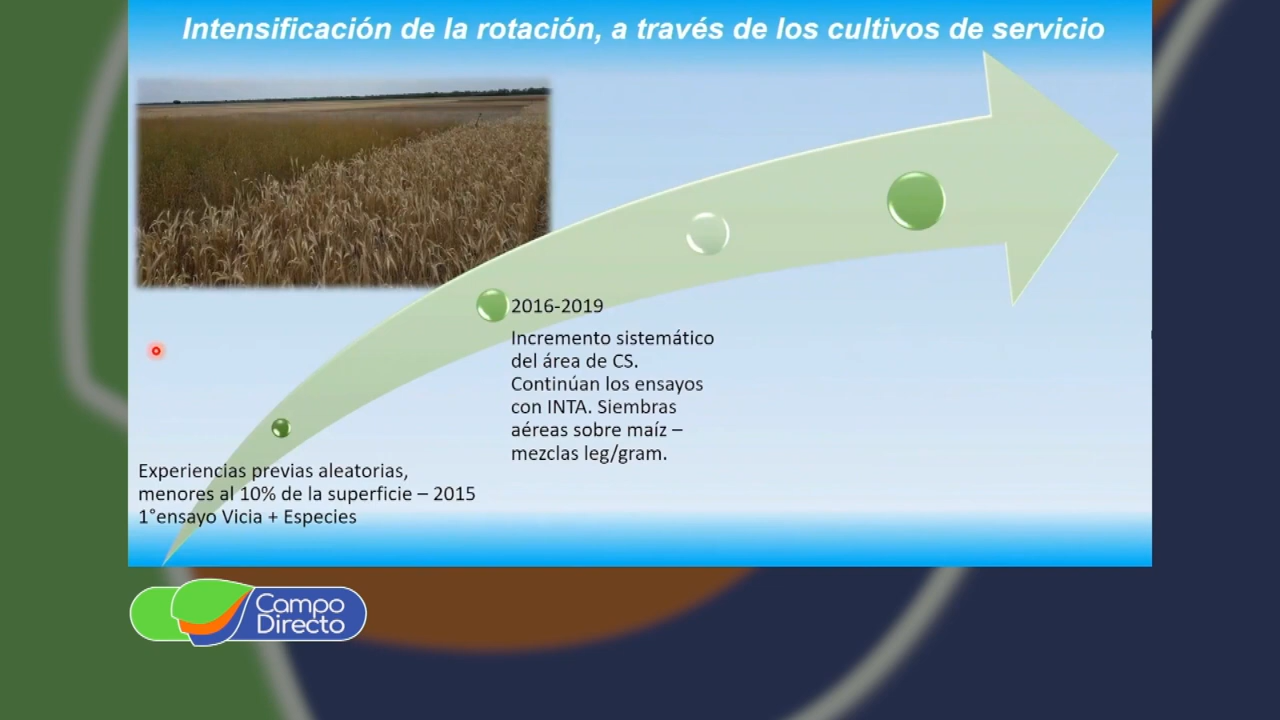 Intensificación de la rotación, a través de los cultivos de servicio
2016-2019
Incremento sistemático
del área de CS.
Continúan los ensayos
con INTA. Siembras
aéreas sobre maíz –
mezclas leg/gram.
Experiencias previas aleatorias,
menores al 10% de la superficie – 2015
1°ensayo Vicia + Especies
Campo
Directo